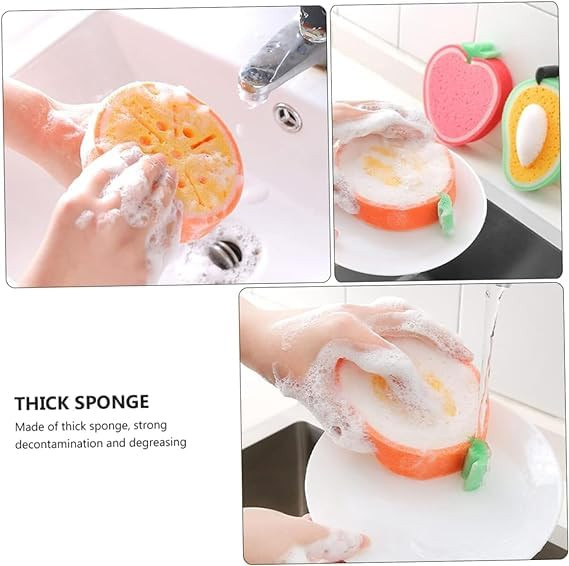 THICK SPONGE
Made of thick sponge, strong
decontamination and degreasing